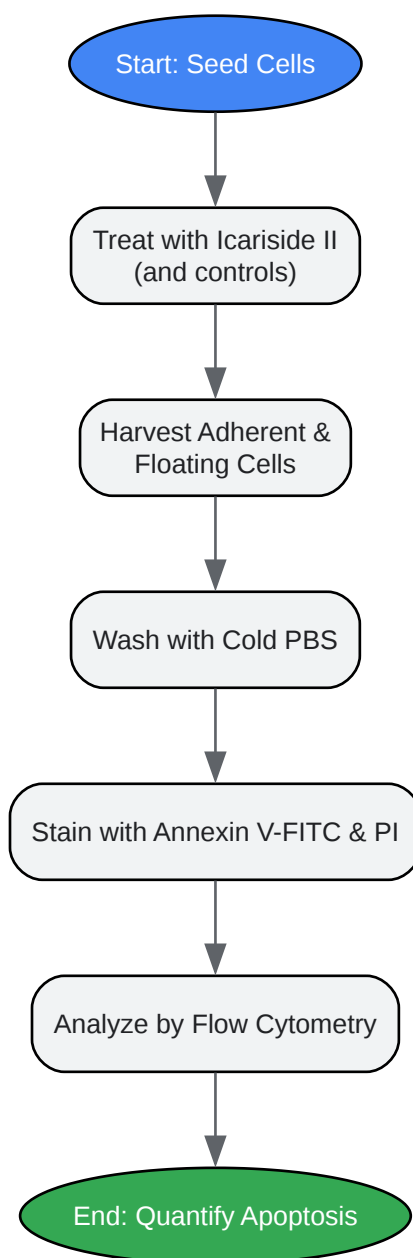 Start: Seed Cells
Treat with Icariside II
(and controls)
Harvest Adherent &
Floating Cells
Wash with Cold PBS
Stain with Annexin V-FITC & PI
Analyze by Flow Cytometry
End: Quantify Apoptosis